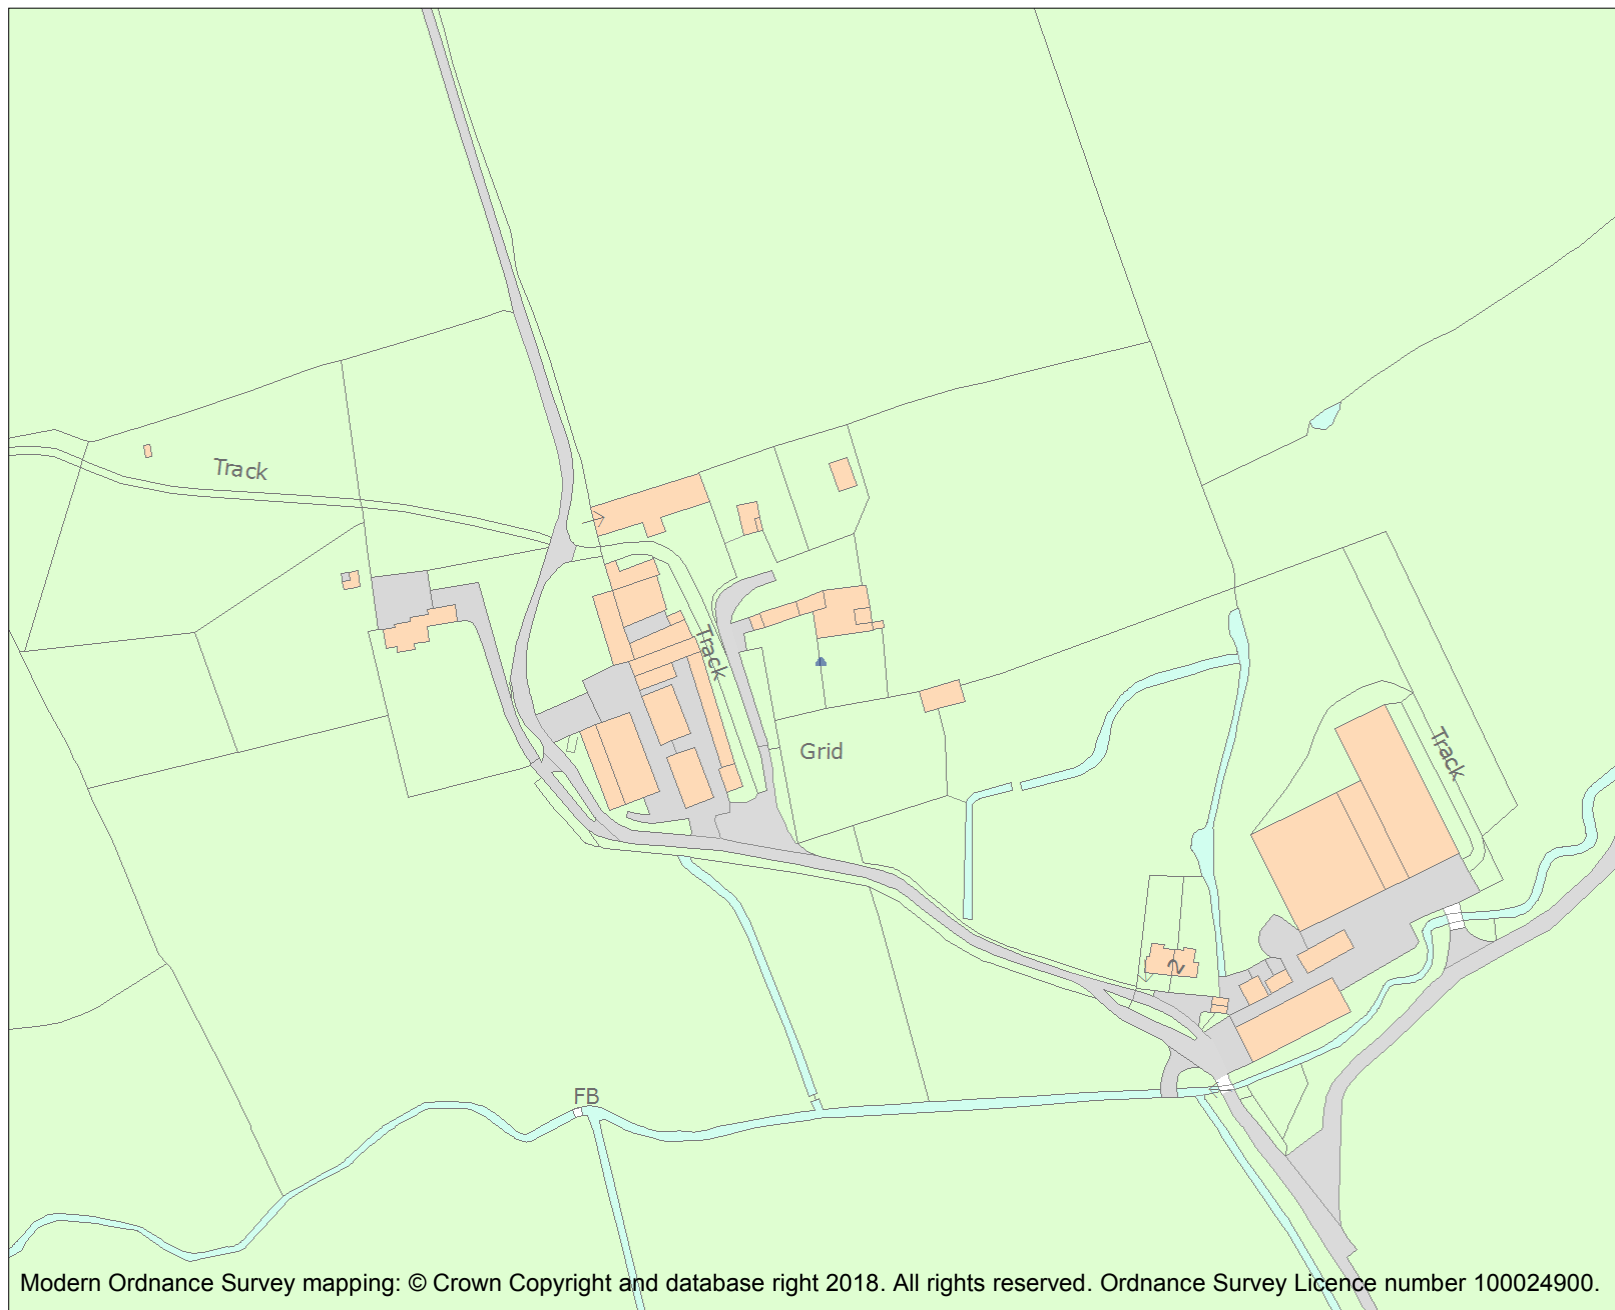 Track
Track
Grid
Track
2
FB
Modern Ordnance Survey mapping: © Crown Copyright and database right 2018. All rights reserved. Ordnance Survey Licence number 100024900.